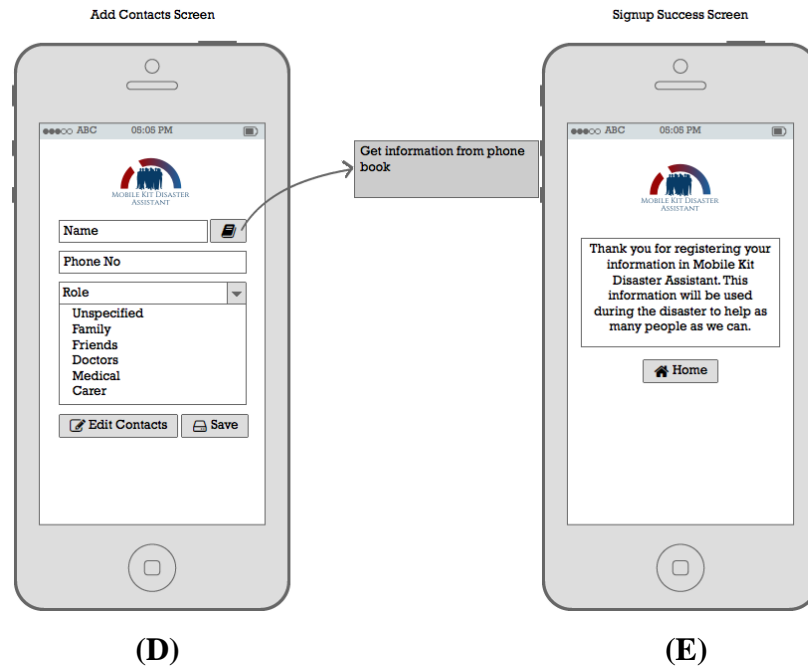 Add Contacts Screen
ABC 05:05 PM
MOBILE KIT DISASTER
ASSISTANT
Name
Phone No
Role
Unspecified
Family
Friends
Doctors
Medical
Carer
Edit Contacts Save
(D)
Get information from phone
book
Signup Success Screen
ABC 05:05 PM
MOBILE KIT DISASTER
ASSISTANT
Thank you for registering your
information in Mobile Kit
Disaster Assistant. This
information will be used
during the disaster to help as
many people as we can.
Home
(E)